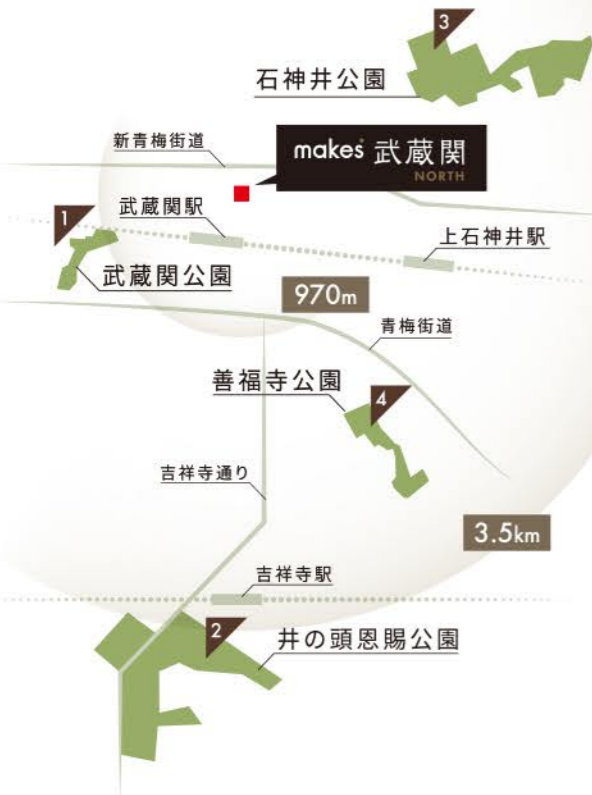 3
石神井公園
新青梅街道
makes 武蔵関
NORTH
1
武蔵関駅
上石神井駅
武蔵関公園
970m
青梅街道
善福寺公園
4
吉祥寺通り
3.5km
吉祥寺駅
2
井の頭恩賜公園